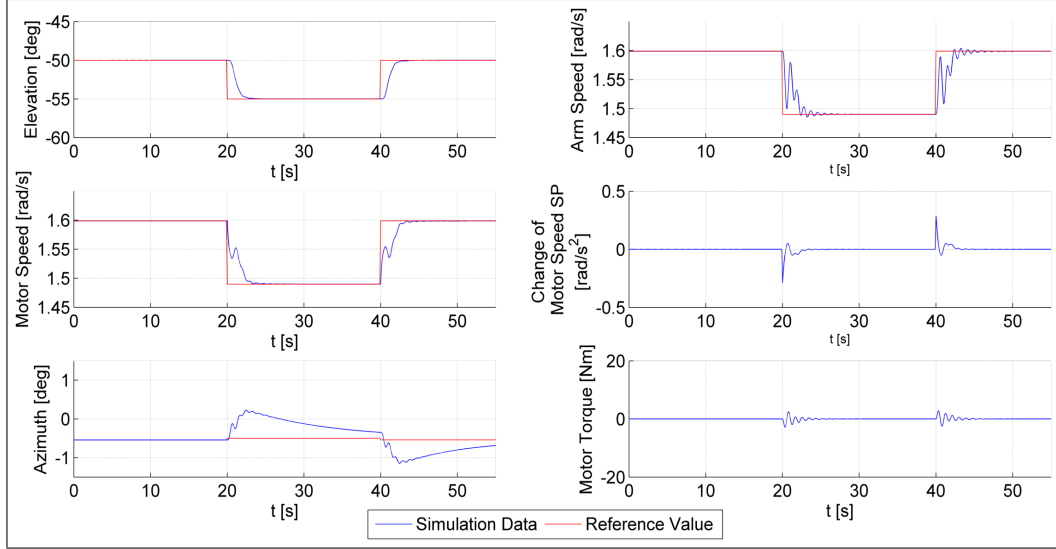 Elevation [deg]
-45
-50
-55
-60
0 10 20 30 40 50
t [s]
Arm Speed [rad/s]
1.6
1.55
1.5
1.45
0 10 20 30 40 50
t [s]
Motor Speed [rad/s]
1.6
1.55
1.5
1.45
0 10 20 30 40 50
t [s]
Change of
Motor Speed SP
[rad/s²]
0.5
0
-0.5
0 10 20 30 40 50
t [s]
Azimuth [deg]
1
0
-1
0 10 20 30 40 50
t [s]
Motor Torque [Nm]
20
0
-20
0 10 20 30 40 50
t [s]
Simulation Data Reference Value